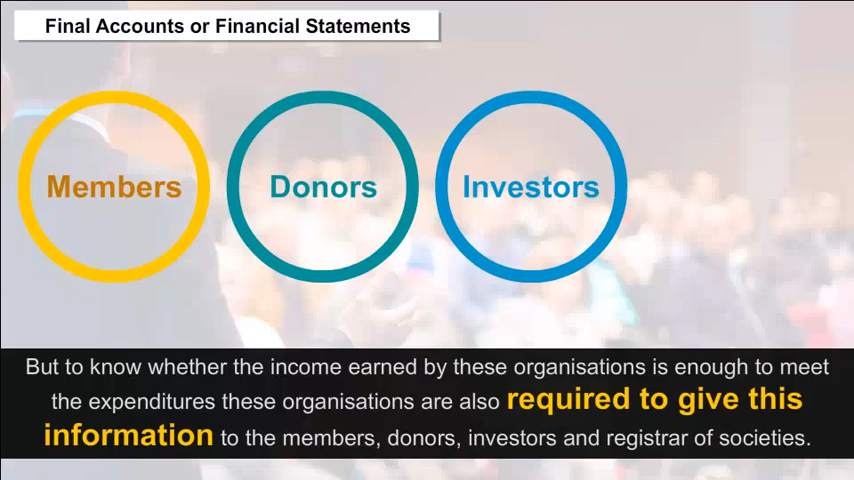 Final Accounts or Financial Statements
Members
Donors
Investors
But to know whether the income earned by these organisations is enough to meet
the expenditures these organisations are also required to give this
information to the members, donors, investors and registrar of societies.